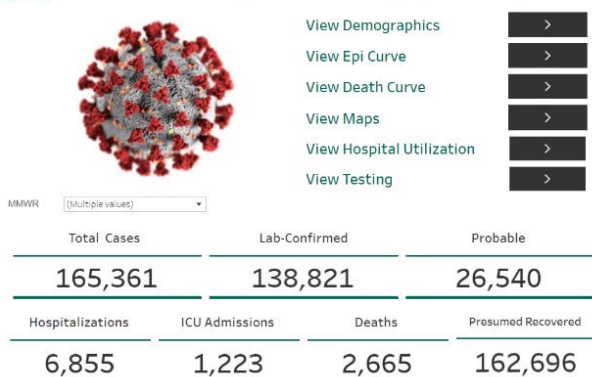 View Demographics
View Epi Curve
View Death Curve
View Maps
View Hospital Utilization
View Testing
MMWR (Multiple values)
Total Cases Lab-Confirmed Probable
165,361 138,821 26,540
Hospitalizations ICU Admissions Deaths Presumed Recovered
6,855 1,223 2,665 162,696